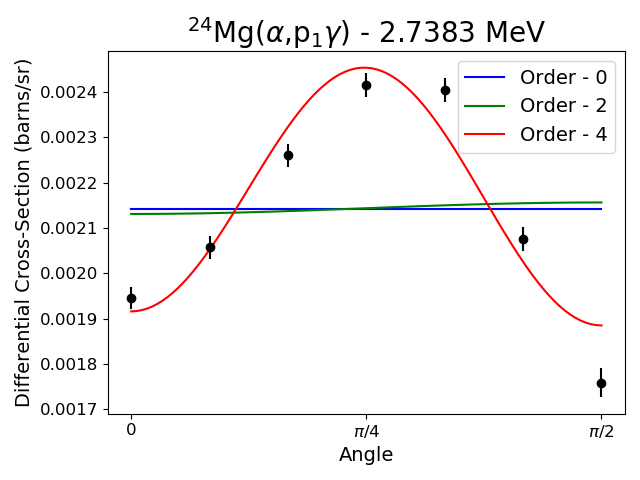 ²⁴Mg(α,p₁γ) - 2.7383 MeV
Order - 0
Order - 2
Order - 4
Differential Cross-Section (barns/sr)
0.0024
0.0023
0.0022
0.0021
0.0020
0.0019
0.0018
0.0017
0
π/4
π/2
Angle